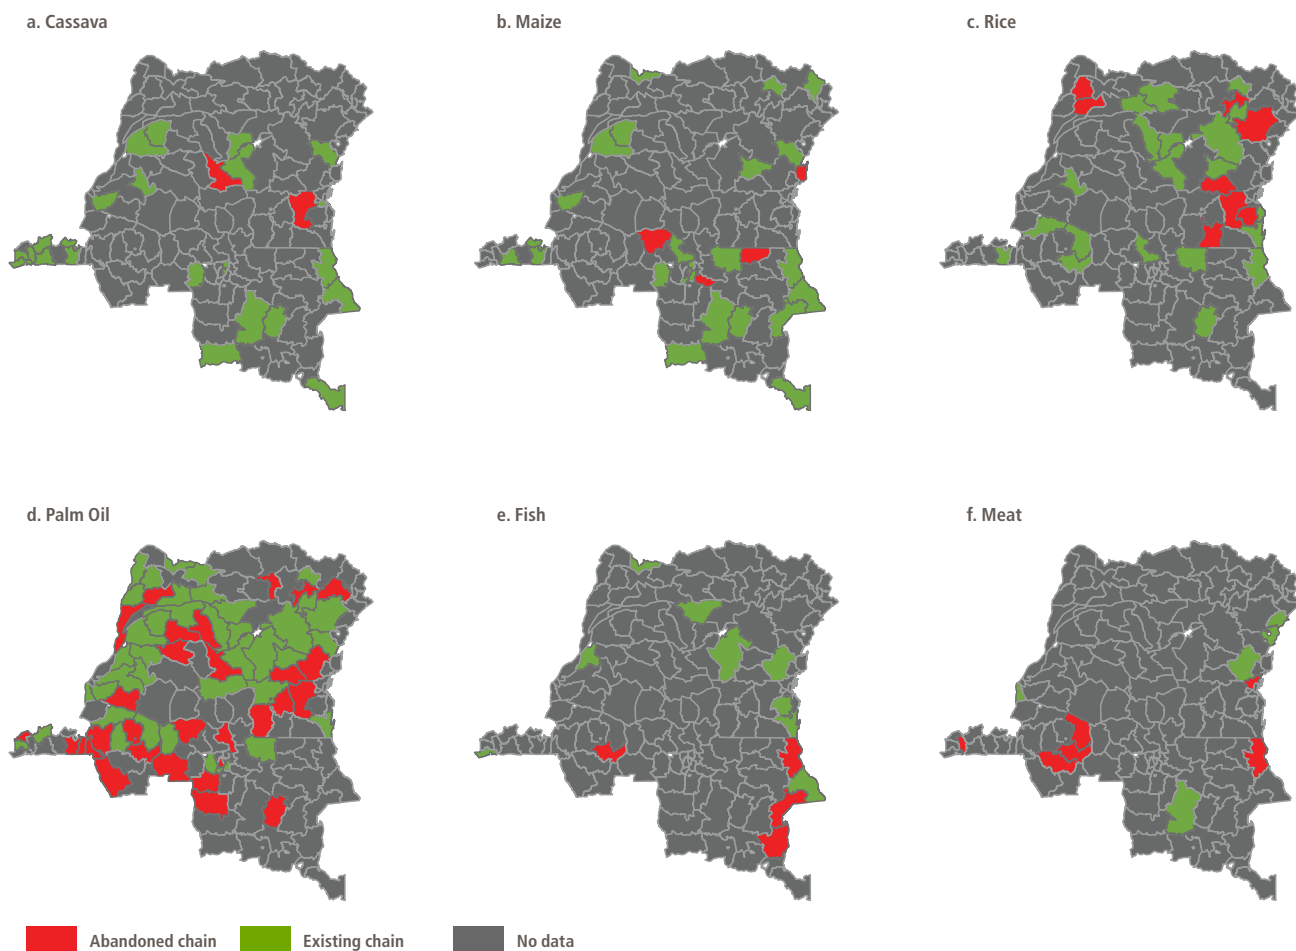 a. Cassava
b. Maize
c. Rice
d. Palm Oil
e. Fish
f. Meat
Abandoned chain
Existing chain
No data